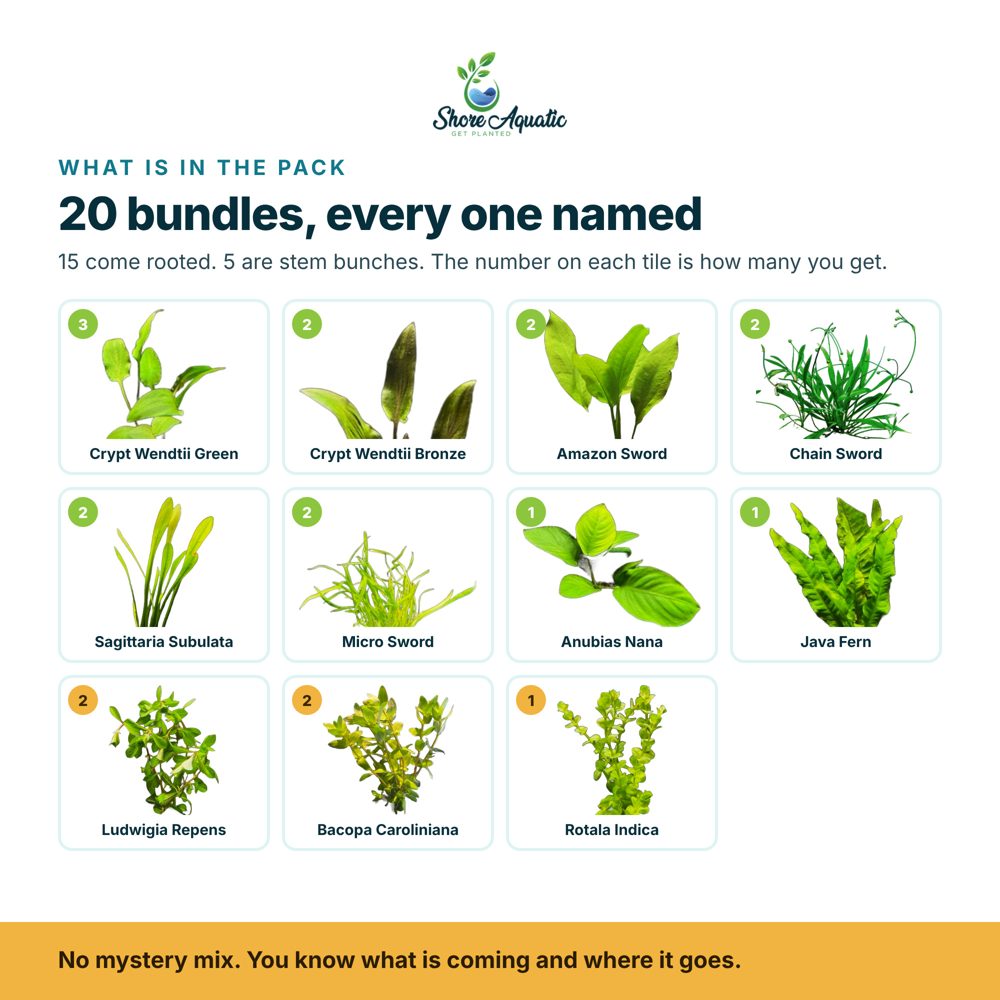 Shore Aquatic
GET PLANTED
WHAT IS IN THE PACK
20 bundles, every one named
15 come rooted. 5 are stem bunches. The number on each tile is how many you get.
3
Crypt Wendtii Green
2
Crypt Wendtii Bronze
2
Amazon Sword
2
Chain Sword
2
Sagittaria Subulata
2
Micro Sword
1
Anubias Nana
1
Java Fern
2
Ludwigia Repens
2
Bacopa Caroliniana
1
Rotala Indica
No mystery mix. You know what is coming and where it goes.